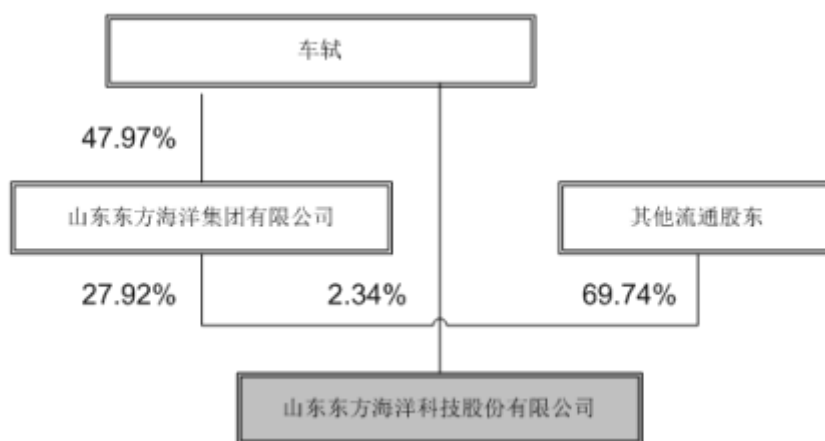 车轼
47.97%
山东东方海洋集团有限公司
其他流通股东
27.92%
2.34%
69.74%
山东东方海洋科技股份有限公司